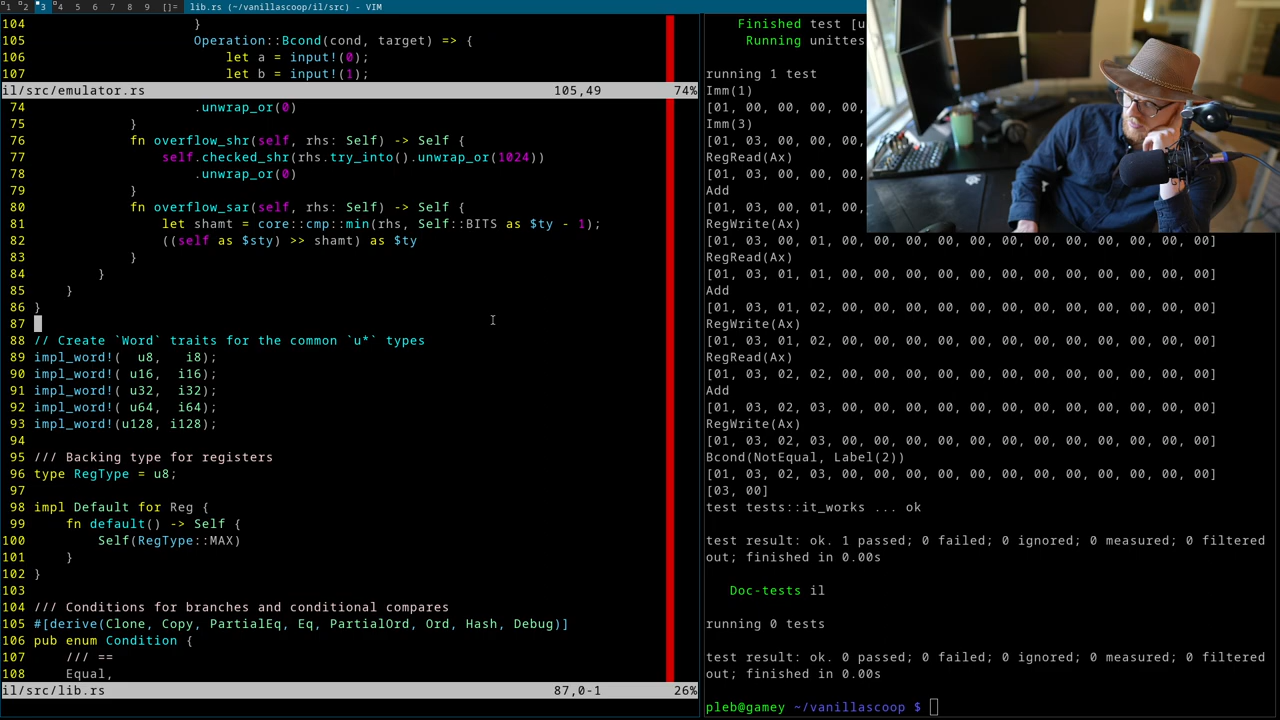 1 2 3 4 5 6 7 8 9 []= lib.rs (~/vanillascoop/il/src) - VIM
104 }
105 Operation::Bcond(cond, target) => {
106 let a = input!(0);
107 let b = input!(1);
il/src/emulator.rs 105,49 74%
74 .unwrap_or(0)
75 }
76 fn overflow_shr(self, rhs: Self) -> Self {
77 self.checked_shr(rhs.try_into().unwrap_or(1024))
78 .unwrap_or(0)
79 }
80 fn overflow_sar(self, rhs: Self) -> Self {
81 let shamt = core::cmp::min(rhs, Self::BITS as $ty - 1);
82 ((self as $sty) >> shamt) as $ty
83 }
84 }
85 }
86 }
87
88 // Create `Word` traits for the common `u*` types
89 impl_word!(  u8,   i8);
90 impl_word!( u16,  i16);
91 impl_word!( u32,  i32);
92 impl_word!( u64,  i64);
93 impl_word!(u128, i128);
94
95 /// Backing type for registers
96 type RegType = u8;
97
98 impl Default for Reg {
99 fn default() -> Self {
100 Self(RegType::MAX)
101 }
102 }
103
104 /// Conditions for branches and conditional compares
105 #[derive(Clone, Copy, PartialEq, Eq, PartialOrd, Ord, Hash, Debug)]
106 pub enum Condition {
107 /// ==
108 Equal,
il/src/lib.rs 87,0-1 26%
Finished test [u
Running unittes
running 1 test
Imm(1)
[01, 00, 00, 00,
Imm(3)
[01, 03, 00, 00,
RegRead(Ax)
[01, 03, 00, 00,
Add
[01, 03, 00, 01, 00,
RegWrite(Ax)
[01, 03, 00, 01, 00, 00, 00, 00, 00, 00, 00, 00, 00, 00, 00, 00]
RegRead(Ax)
[01, 03, 01, 01, 00, 00, 00, 00, 00, 00, 00, 00, 00, 00, 00, 00]
Add
[01, 03, 01, 02, 00, 00, 00, 00, 00, 00, 00, 00, 00, 00, 00, 00]
RegWrite(Ax)
[01, 03, 01, 02, 00, 00, 00, 00, 00, 00, 00, 00, 00, 00, 00, 00]
RegRead(Ax)
[01, 03, 02, 02, 00, 00, 00, 00, 00, 00, 00, 00, 00, 00, 00, 00]
Add
[01, 03, 02, 03, 00, 00, 00, 00, 00, 00, 00, 00, 00, 00, 00, 00]
RegWrite(Ax)
[01, 03, 02, 03, 00, 00, 00, 00, 00, 00, 00, 00, 00, 00, 00, 00]
Bcond(NotEqual, Label(2))
[01, 03, 02, 03, 00, 00, 00, 00, 00, 00, 00, 00, 00, 00, 00, 00]
[03, 00]
test tests::it_works ... ok
test result: ok. 1 passed; 0 failed; 0 ignored; 0 measured; 0 filtered
out; finished in 0.00s
Doc-tests il
running 0 tests
test result: ok. 0 passed; 0 failed; 0 ignored; 0 measured; 0 filtered
out; finished in 0.00s
pleb@gamey ~/vanillascoop $